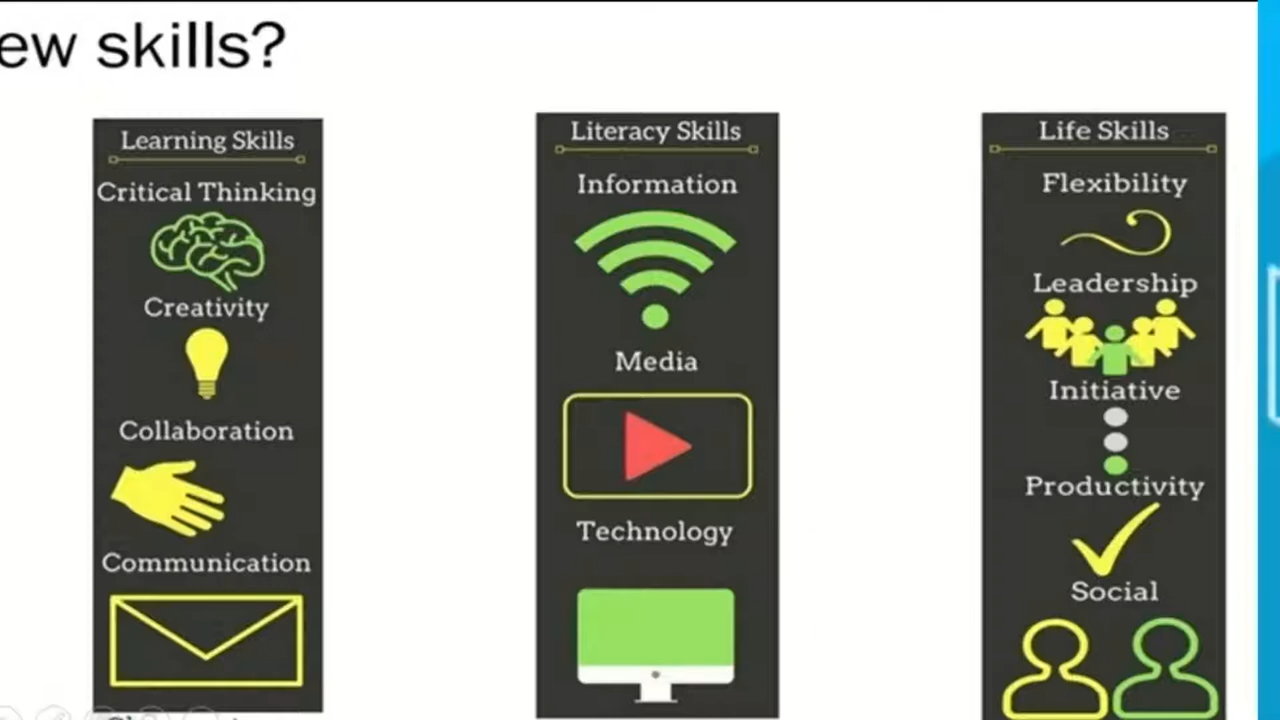 ew skills?
Learning Skills
Critical Thinking
Creativity
Collaboration
Communication
Literacy Skills
Information
Media
Technology
Life Skills
Flexibility
Leadership
Initiative
Productivity
Social